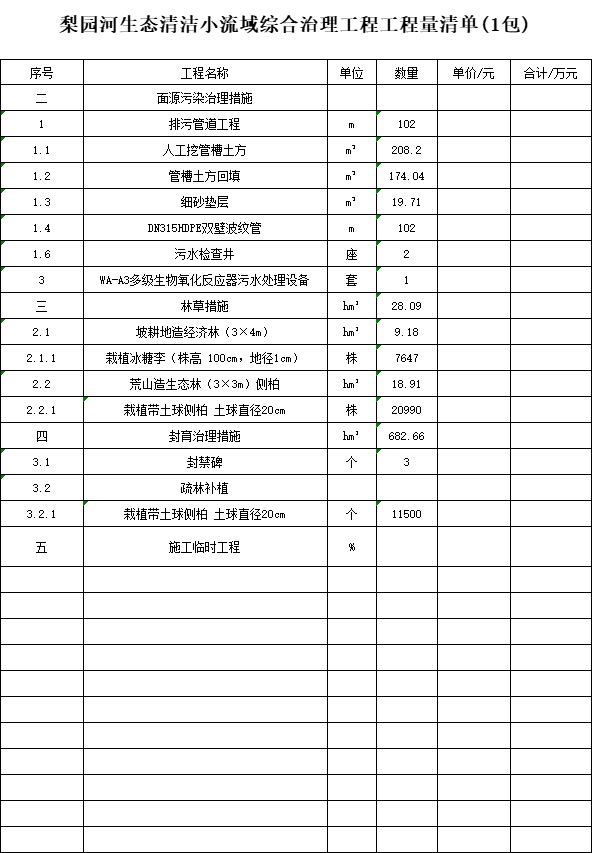 梨园河生态清洁小流域综合治理工程工程量清单(1包)
序号 工程名称 单位 数量 单价/元 合计/万元
二 面源污染治理措施
1 排污管道工程 m 102
1.1 人工挖管槽土方 m³ 208.2
1.2 管槽土方回填 m³ 174.04
1.3 细砂垫层 m³ 19.71
1.4 DN315HDPE双壁波纹管 m 102
1.6 污水检查井 座 2
3 WA-A3多级生物氧化反应器污水处理设备 套 1
三 林草措施 hm² 28.09
2.1 坡耕地造经济林（3×4m） hm² 9.18
2.1.1 栽植冰糖李（株高 100cm，地径1cm） 株 7647
2.2 荒山造生态林（3×3m）侧柏 hm² 18.91
2.2.1 栽植带土球侧柏 土球直径20cm 株 20990
四 封育治理措施 hm² 682.66
3.1 封禁碑 个 3
3.2 疏林补植
3.2.1 栽植带土球侧柏 土球直径20cm 个 11500
五 施工临时工程 %